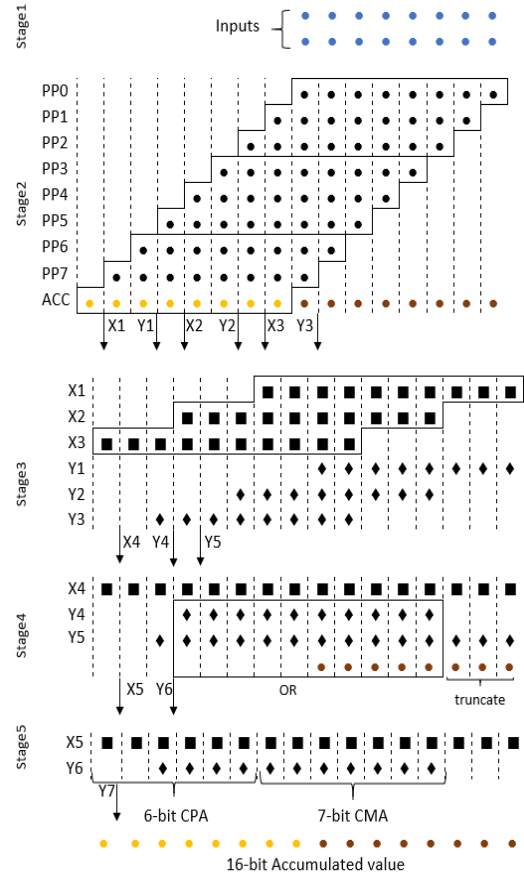 Stage1
Inputs
Stage2
PP0
PP1
PP2
PP3
PP4
PP5
PP6
PP7
ACC
X1 Y1 X2 Y2 X3 Y3
Stage3
X1
X2
X3
Y1
Y2
Y3
X4 Y4 Y5
Stage4
X4
Y4
Y5
X5 Y6 OR truncate
Stage5
X5
Y6
Y7
6-bit CPA 7-bit CMA
16-bit Accumulated value